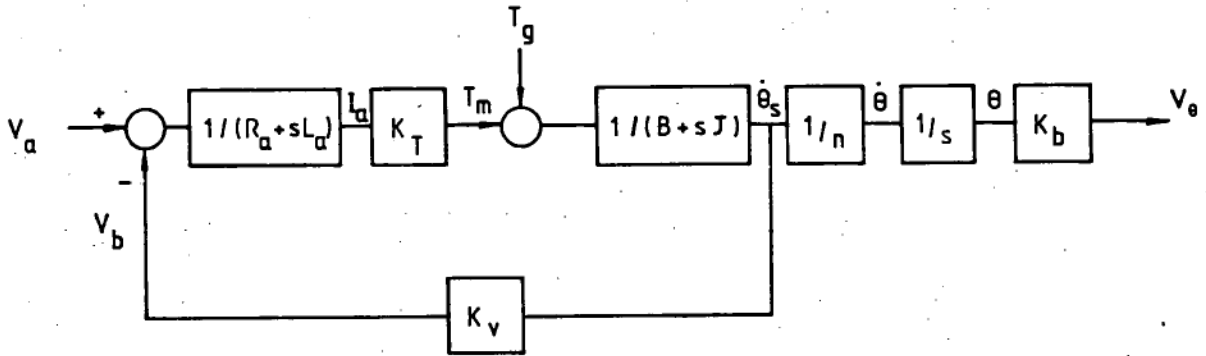 T_g
+
V_a
1/(R_a+sL_a)
I_a
K_T
T_m
1/(B+sJ)
θ̇_s
1/n
θ̇
1/s
θ
K_b
V_θ
-
V_b
K_v